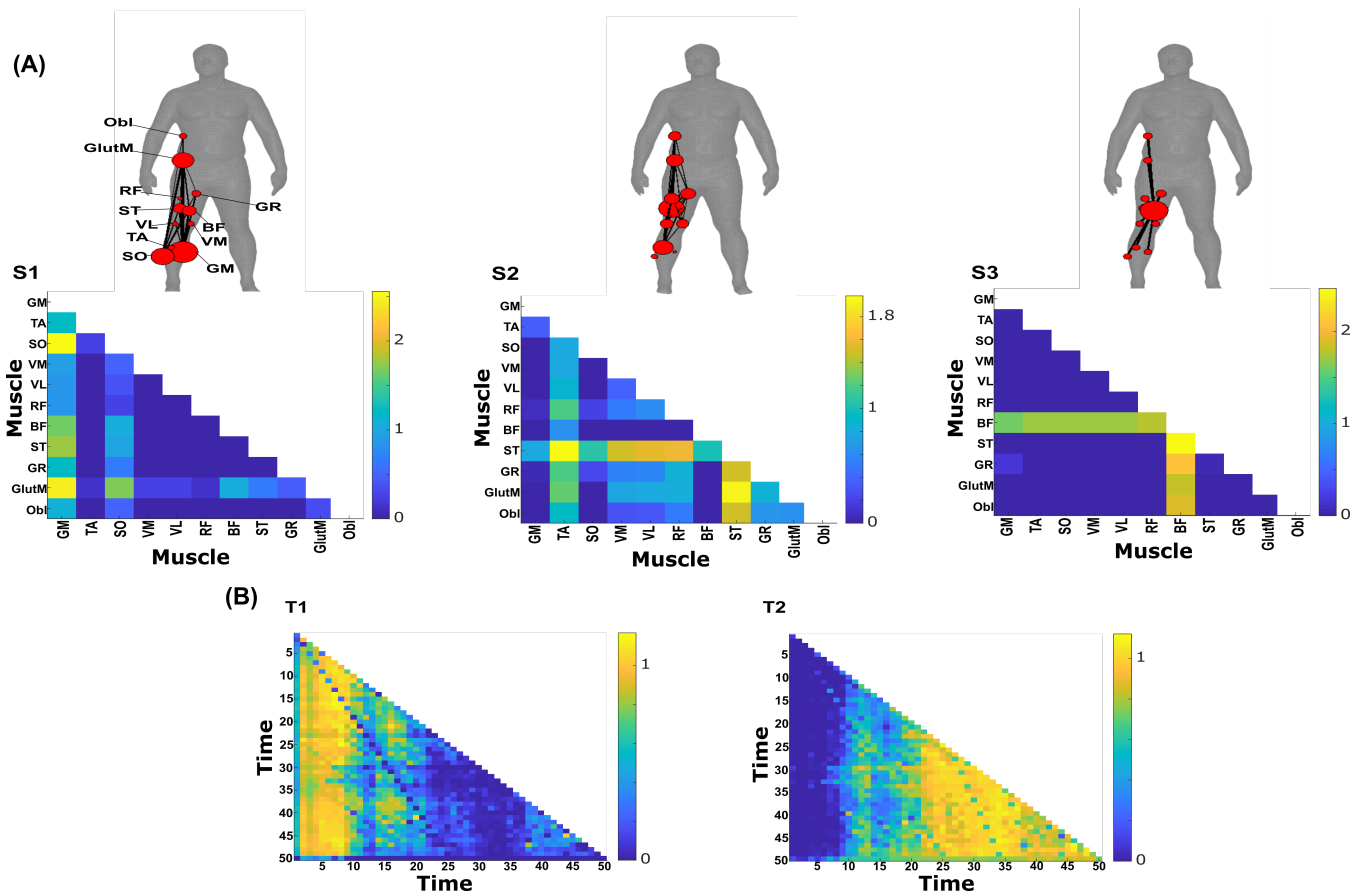 (A)
Obl
GlutM
RF
ST
VL
TA
SO
GR
BF
VM
GM
S1
S2
S3
GM
TA
SO
VM
VL
RF
BF
ST
GR
GlutM
Obl
Muscle
GM TA SO VM VL RF BF ST GR GlutM Obl
Muscle
2
1
0
GM
TA
SO
VM
VL
RF
BF
ST
GR
GlutM
Obl
Muscle
GM TA SO VM VL RF BF ST GR GlutM Obl
Muscle
1.8
1
0
GM
TA
SO
VM
VL
RF
BF
ST
GR
GlutM
Obl
Muscle
GM TA SO VM VL RF BF ST GR GlutM Obl
Muscle
2
1
0
(B)
T1
T2
5
10
15
20
25
30
35
40
45
50
Time
5 10 15 20 25 30 35 40 45 50
Time
1
0
5
10
15
20
25
30
35
40
45
50
Time
5 10 15 20 25 30 35 40 45 50
Time
1
0